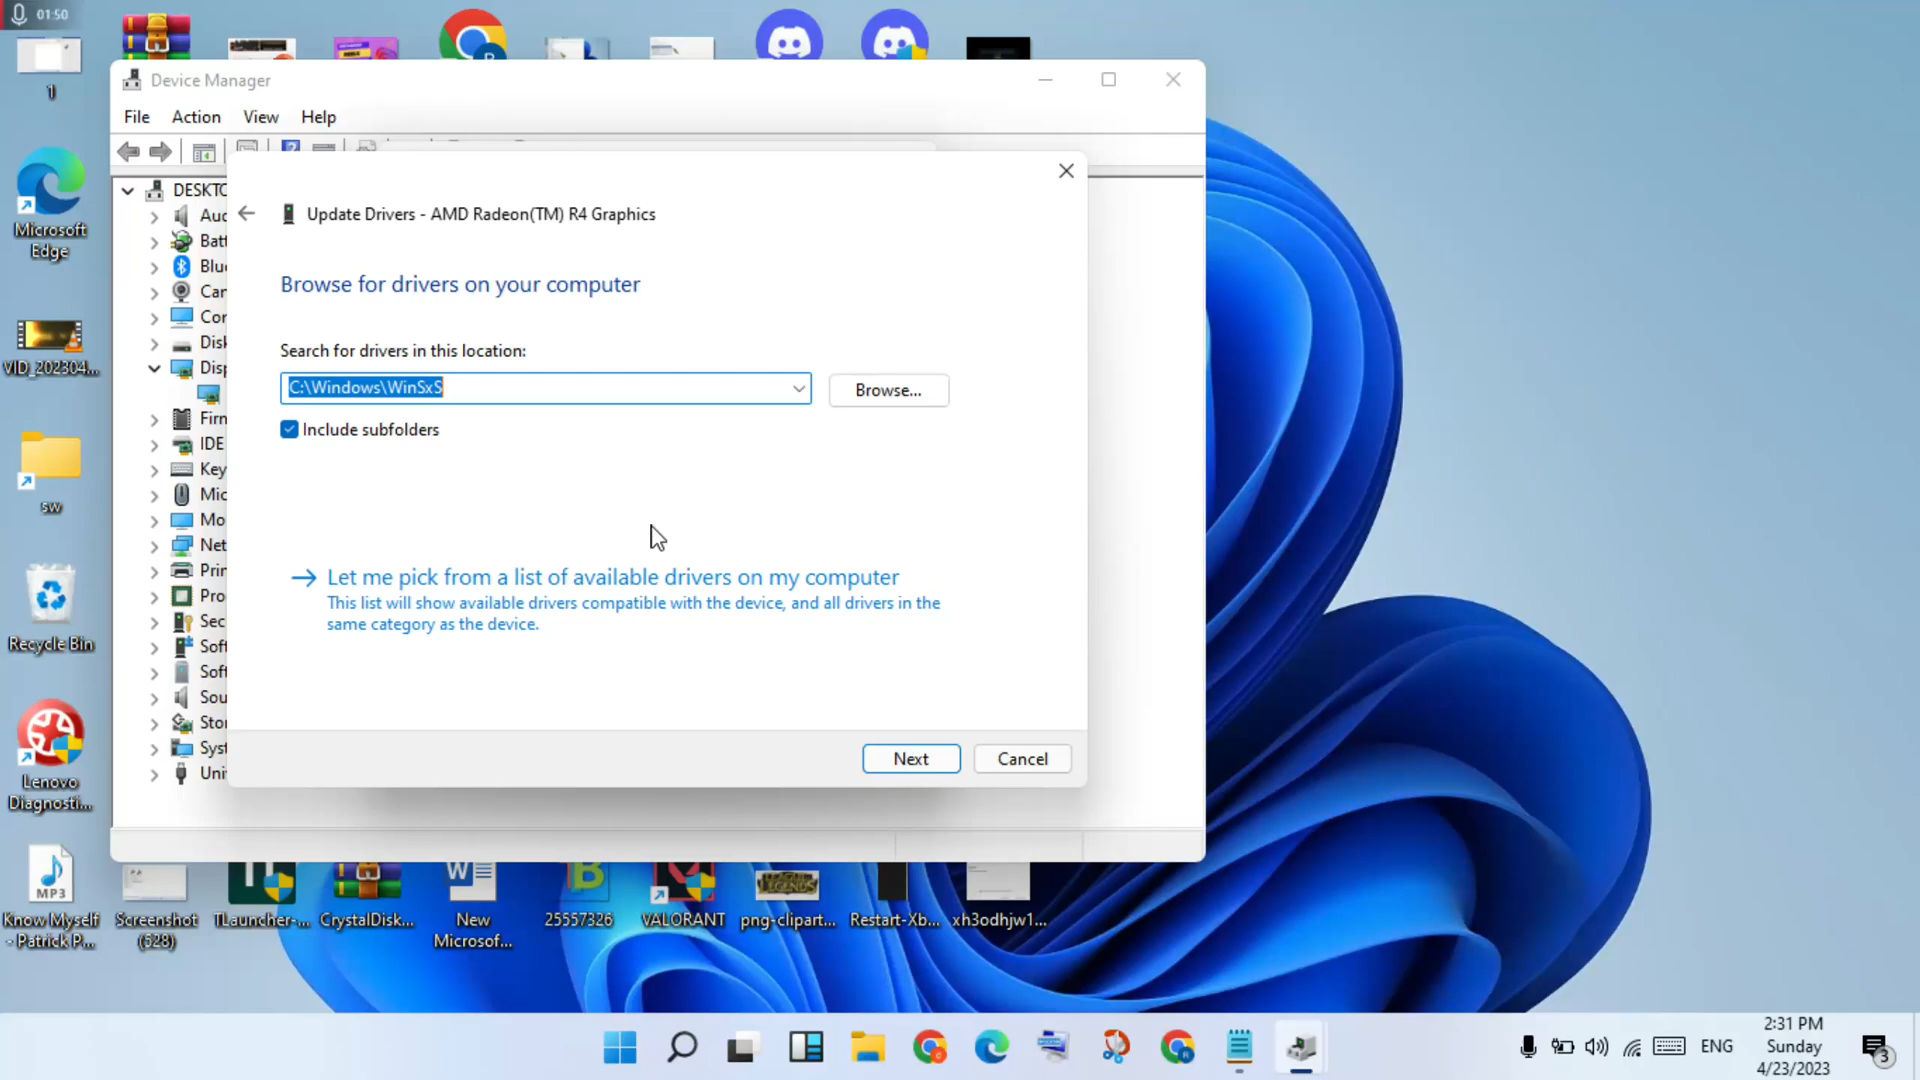 01:50
1
Device Manager
File Action View Help
DESKTO
Aud
Batt
Blu
Car
Cor
Disk
Disp
Firn
IDE
Key
Mic
Mo
Net
Prin
Pro
Sec
Soft
Soft
Sou
Stor
Syst
Uni
Update Drivers - AMD Radeon(TM) R4 Graphics
Browse for drivers on your computer
Search for drivers in this location:
C:\Windows\WinSxS
Browse...
Include subfolders
Let me pick from a list of available drivers on my computer
This list will show available drivers compatible with the device, and all drivers in the
same category as the device.
Next
Cancel
Microsoft
Edge
VID_202304...
sw
Recycle Bin
Lenovo
Diagnosti...
MP3
Know Myself
- Patrick P...
Screenshot
(528)
TLauncher-...
CrystalDisk...
New
Microsof...
25557326
VALORANT
LEGENDS
png-clipart...
Restart-Xb...
xh3odhjw1...
ENG
2:31 PM
Sunday
4/23/2023
3